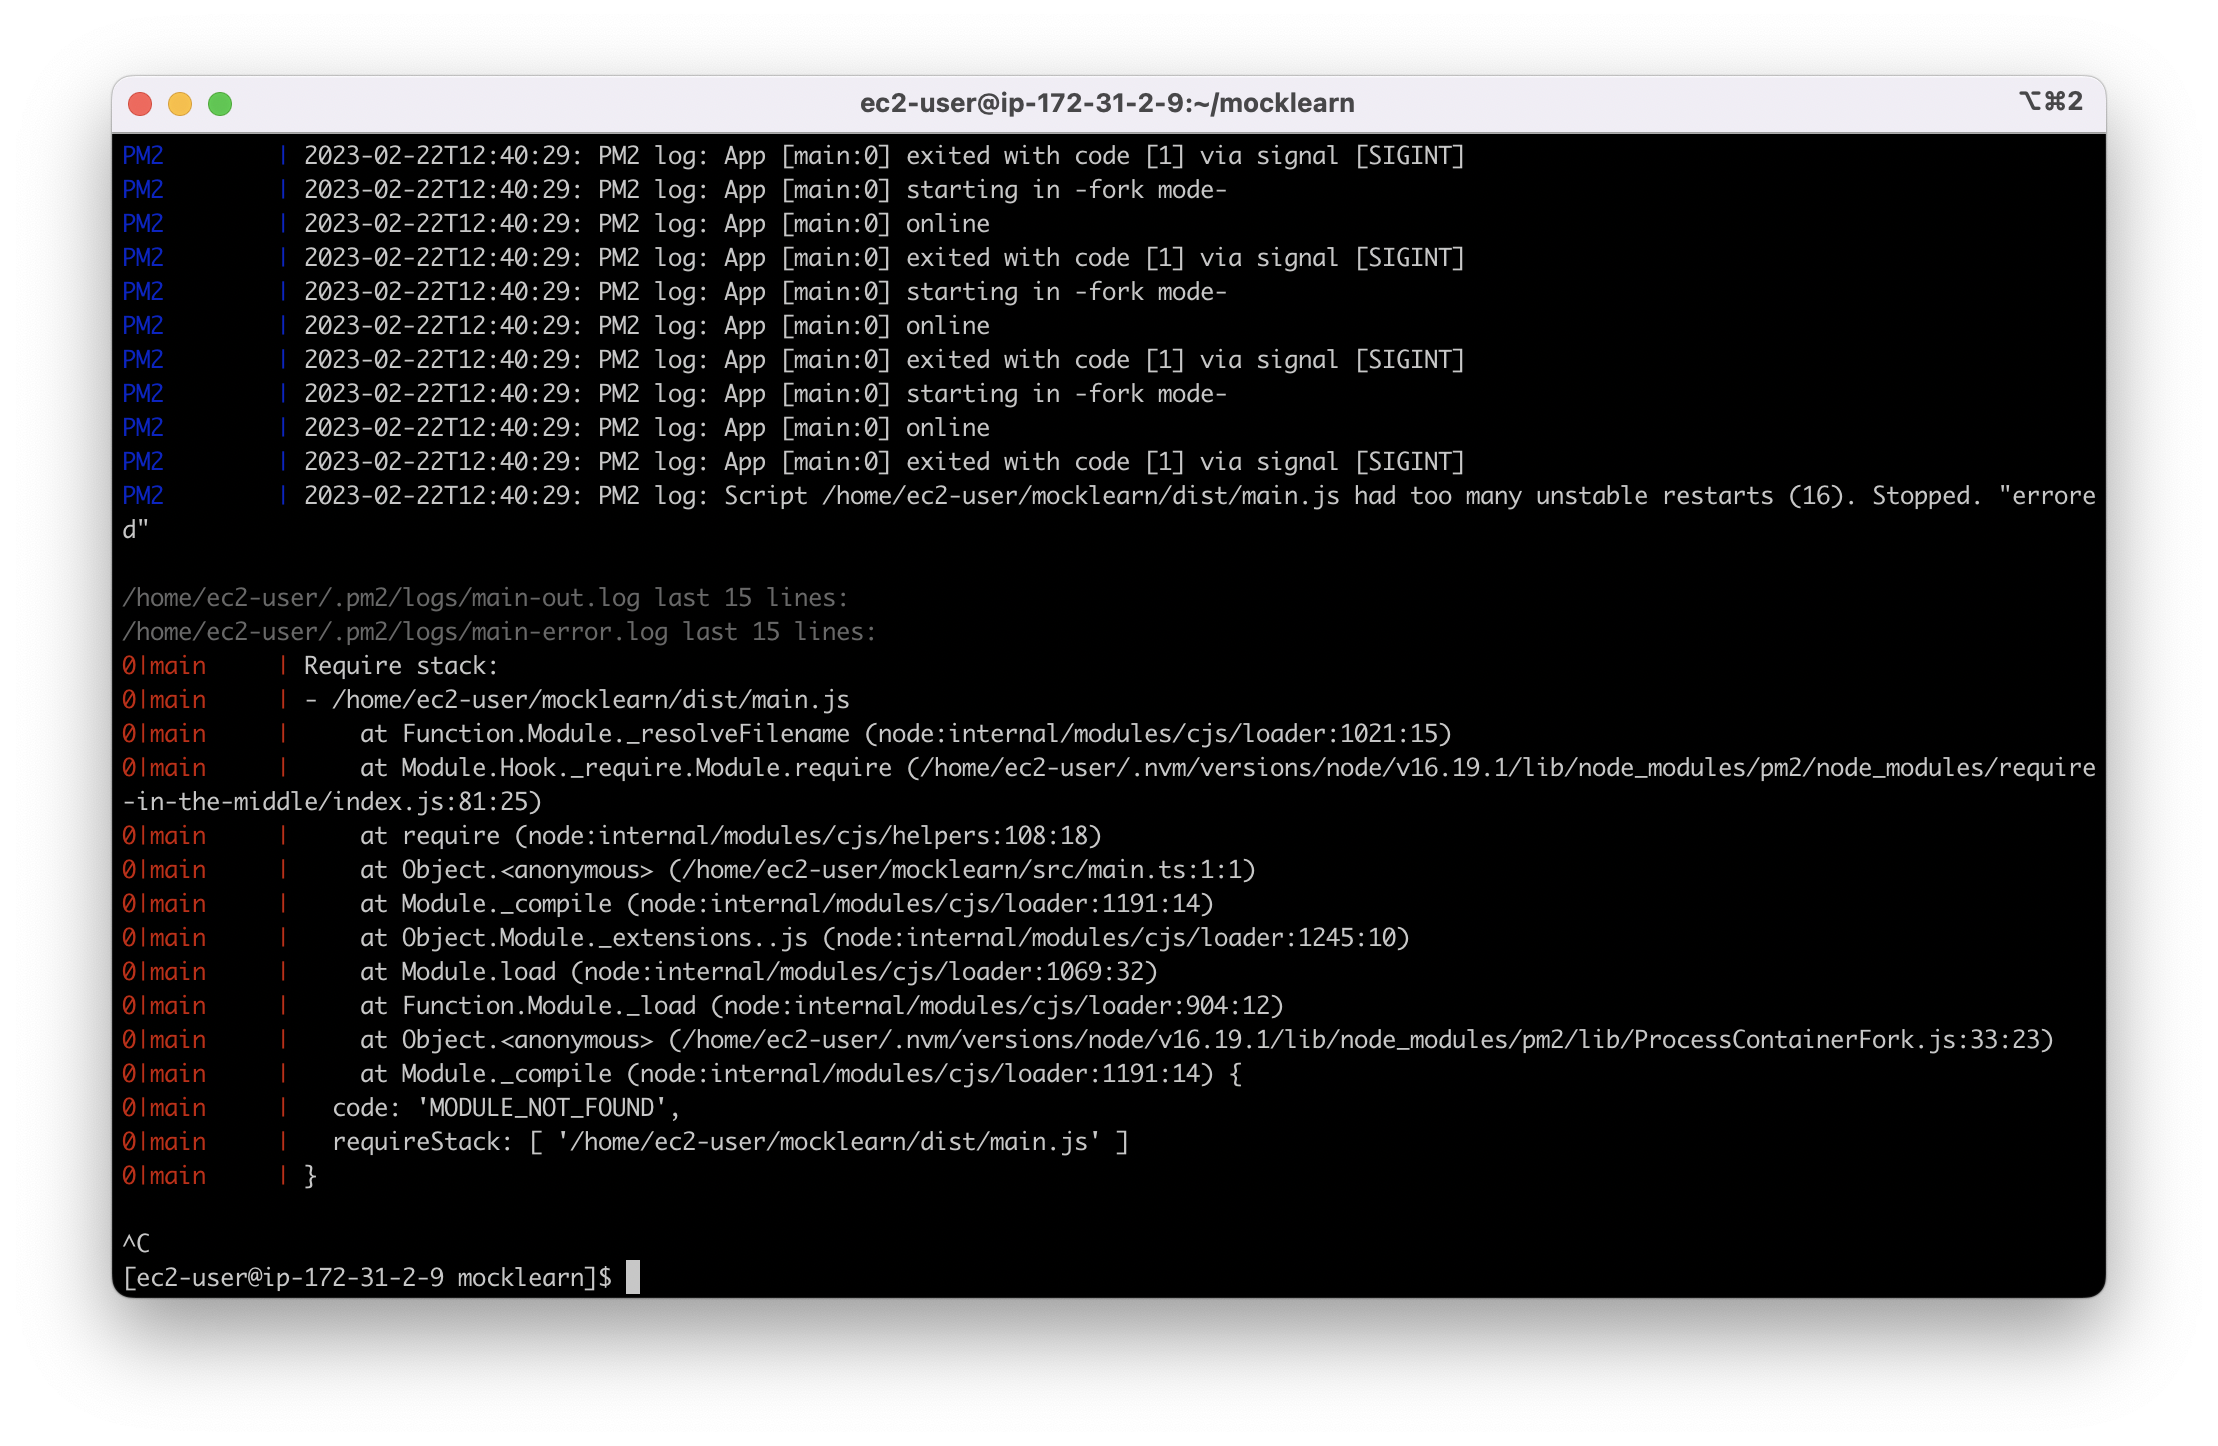 ec2-user@ip-172-31-2-9:~/mocklearn ⌥⌘2
PM2        | 2023-02-22T12:40:29: PM2 log: App [main:0] exited with code [1] via signal [SIGINT]
PM2        | 2023-02-22T12:40:29: PM2 log: App [main:0] starting in -fork mode-
PM2        | 2023-02-22T12:40:29: PM2 log: App [main:0] online
PM2        | 2023-02-22T12:40:29: PM2 log: App [main:0] exited with code [1] via signal [SIGINT]
PM2        | 2023-02-22T12:40:29: PM2 log: App [main:0] starting in -fork mode-
PM2        | 2023-02-22T12:40:29: PM2 log: App [main:0] online
PM2        | 2023-02-22T12:40:29: PM2 log: App [main:0] exited with code [1] via signal [SIGINT]
PM2        | 2023-02-22T12:40:29: PM2 log: App [main:0] starting in -fork mode-
PM2        | 2023-02-22T12:40:29: PM2 log: App [main:0] online
PM2        | 2023-02-22T12:40:29: PM2 log: App [main:0] exited with code [1] via signal [SIGINT]
PM2        | 2023-02-22T12:40:29: PM2 log: Script /home/ec2-user/mocklearn/dist/main.js had too many unstable restarts (16). Stopped. "errore
d"
/home/ec2-user/.pm2/logs/main-out.log last 15 lines:
/home/ec2-user/.pm2/logs/main-error.log last 15 lines:
0|main     | Require stack:
0|main     | - /home/ec2-user/mocklearn/dist/main.js
0|main     |     at Function.Module._resolveFilename (node:internal/modules/cjs/loader:1021:15)
0|main     |     at Module.Hook._require.Module.require (/home/ec2-user/.nvm/versions/node/v16.19.1/lib/node_modules/pm2/node_modules/require
-in-the-middle/index.js:81:25)
0|main     |     at require (node:internal/modules/cjs/helpers:108:18)
0|main     |     at Object.<anonymous> (/home/ec2-user/mocklearn/src/main.ts:1:1)
0|main     |     at Module._compile (node:internal/modules/cjs/loader:1191:14)
0|main     |     at Object.Module._extensions..js (node:internal/modules/cjs/loader:1245:10)
0|main     |     at Module.load (node:internal/modules/cjs/loader:1069:32)
0|main     |     at Function.Module._load (node:internal/modules/cjs/loader:904:12)
0|main     |     at Object.<anonymous> (/home/ec2-user/.nvm/versions/node/v16.19.1/lib/node_modules/pm2/lib/ProcessContainerFork.js:33:23)
0|main     |     at Module._compile (node:internal/modules/cjs/loader:1191:14) {
0|main     |   code: 'MODULE_NOT_FOUND',
0|main     |   requireStack: [ '/home/ec2-user/mocklearn/dist/main.js' ]
0|main     | }
^C
[ec2-user@ip-172-31-2-9 mocklearn]$